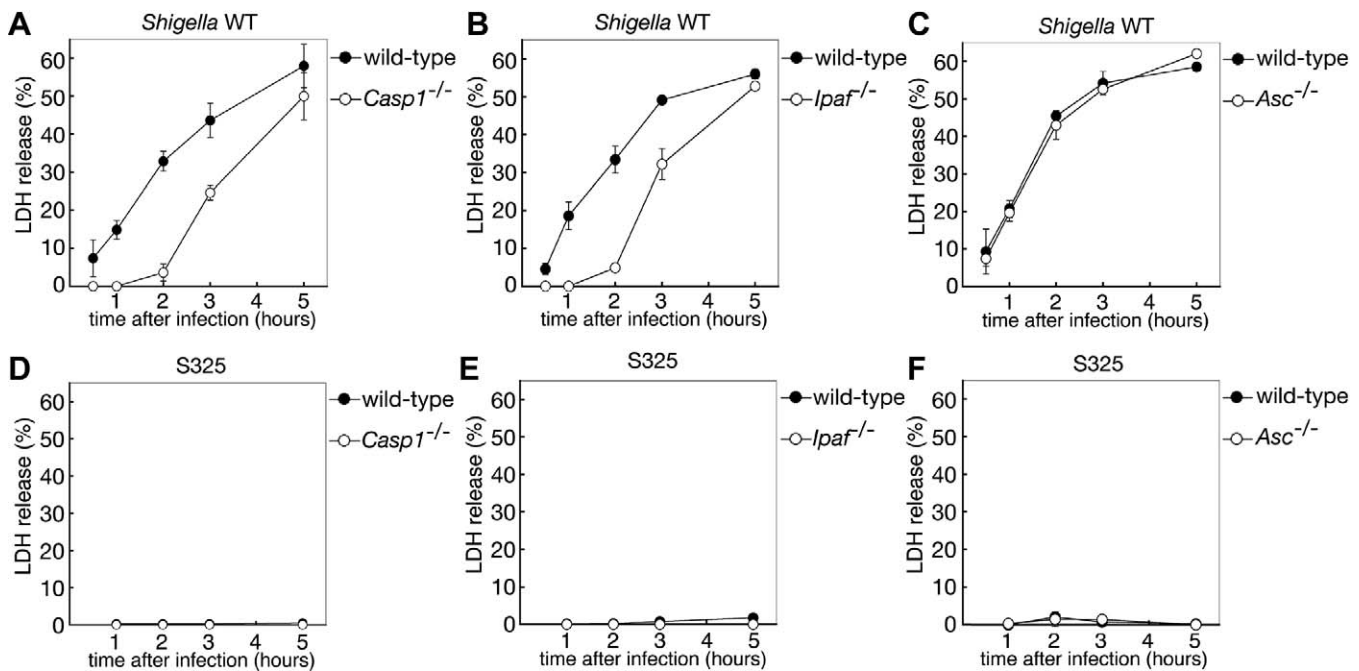 A
Shigella WT
LDH release (%)
60
50
40
30
20
10
0
1 2 3 4 5
time after infection (hours)
wild-type
Casp1⁻/⁻
B
Shigella WT
LDH release (%)
60
50
40
30
20
10
0
1 2 3 4 5
time after infection (hours)
wild-type
Ipaf⁻/⁻
C
Shigella WT
LDH release (%)
60
50
40
30
20
10
0
1 2 3 4 5
time after infection (hours)
wild-type
Asc⁻/⁻
D
S325
LDH release (%)
60
50
40
30
20
10
0
1 2 3 4 5
time after infection (hours)
wild-type
Casp1⁻/⁻
E
S325
LDH release (%)
60
50
40
30
20
10
0
1 2 3 4 5
time after infection (hours)
wild-type
Ipaf⁻/⁻
F
S325
LDH release (%)
60
50
40
30
20
10
0
1 2 3 4 5
time after infection (hours)
wild-type
Asc⁻/⁻